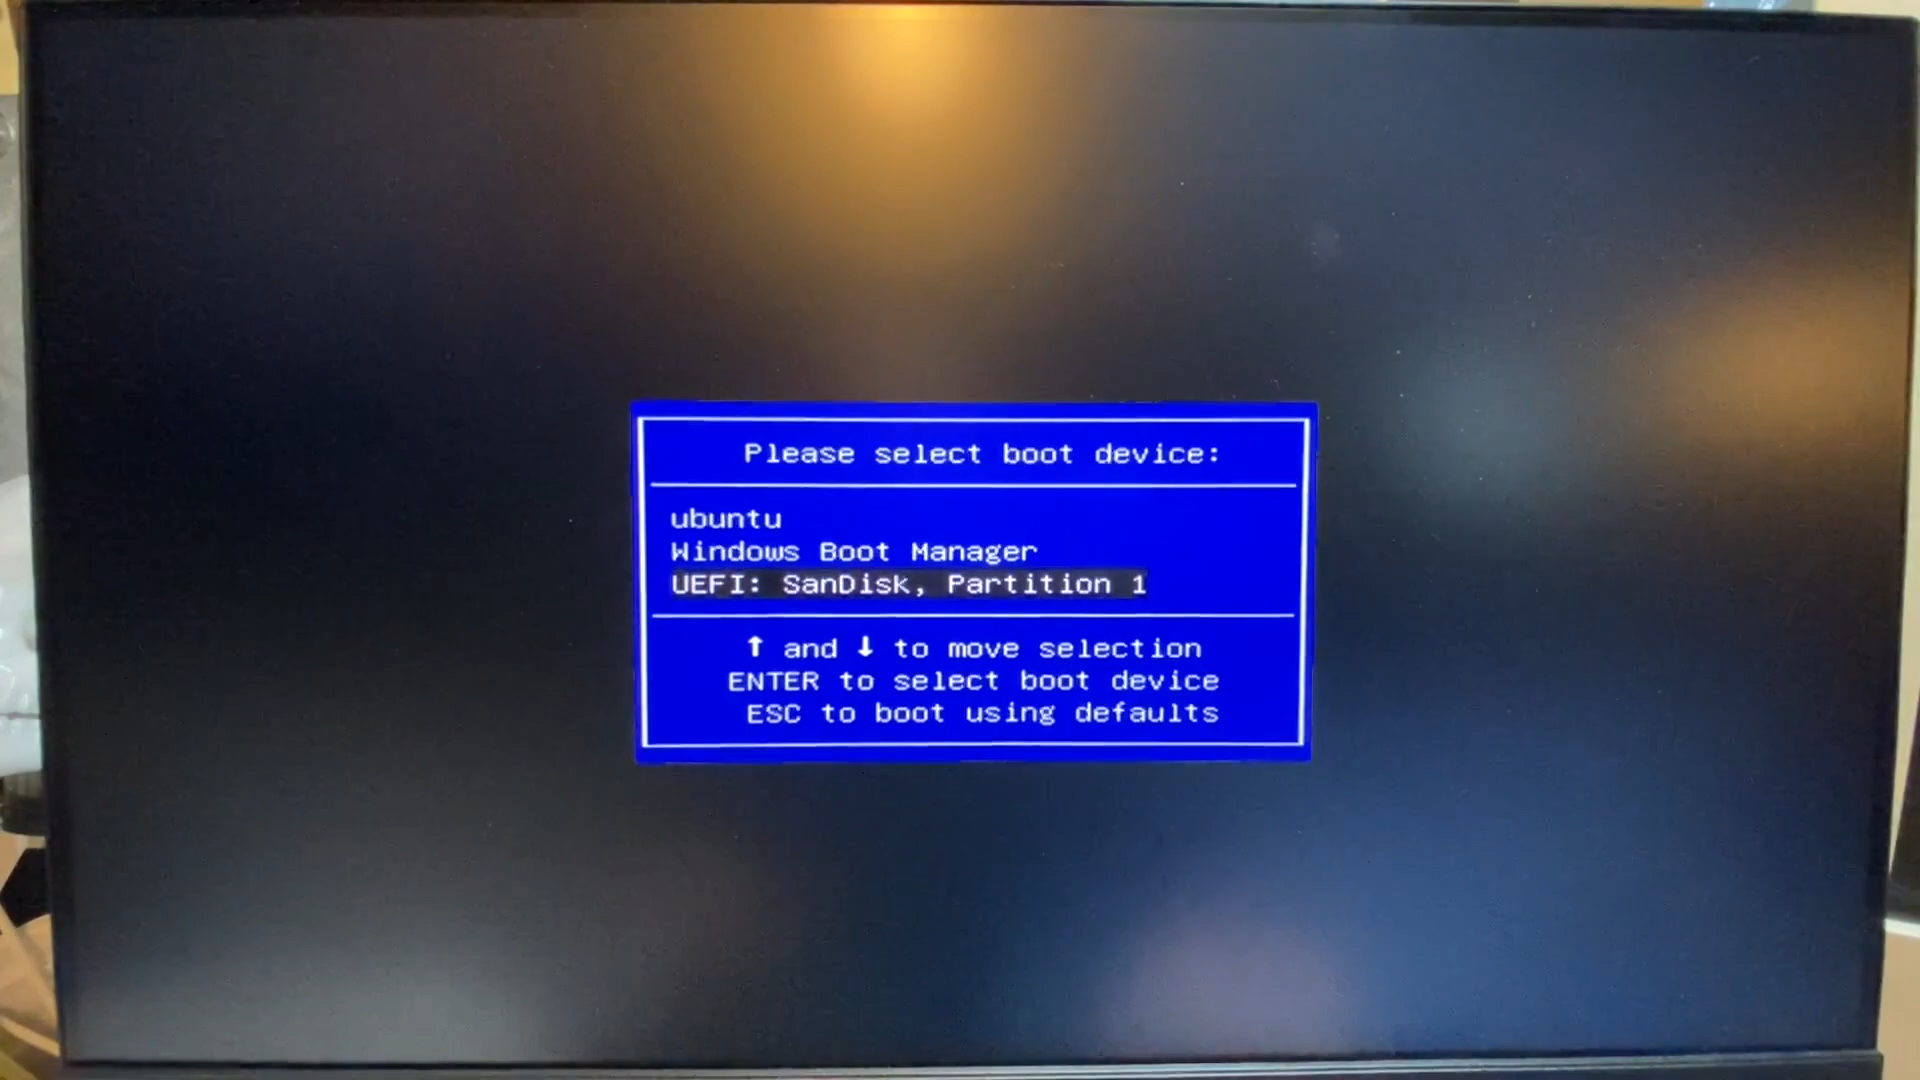 Please select boot device:
ubuntu
Windows Boot Manager
UEFI: SanDisk, Partition 1
↑ and ↓ to move selection
ENTER to select boot device
ESC to boot using defaults